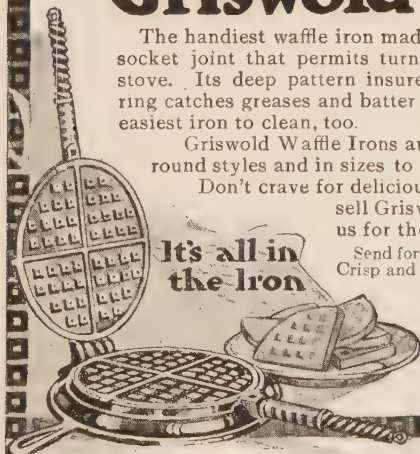 Griswold
The handiest waffle iron mad
socket joint that permits turn
stove. Its deep pattern insure
ring catches greases and batter
easiest iron to clean, too.
Griswold Waffle Irons ar
round styles and in sizes to
Don't crave for deliciou
sell Grisw
us for the
Send for
Crisp and
It's all in
the Iron